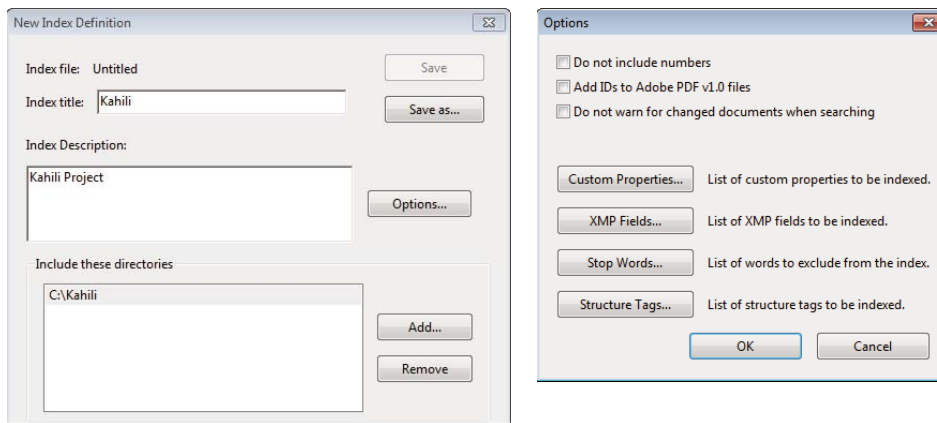 New Index Definition
Index file: Untitled
Save
Index title: Kahili
Save as...
Index Description:
Kahili Project
Options...
Include these directories
C:\Kahili
Add...
Remove
Options
Do not include numbers
Add IDs to Adobe PDF v1.0 files
Do not warn for changed documents when searching
Custom Properties... List of custom properties to be indexed.
XMP Fields... List of XMP fields to be indexed.
Stop Words... List of words to exclude from the index.
Structure Tags... List of structure tags to be indexed.
OK Cancel